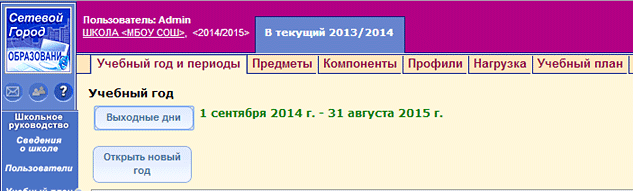 Сетевой
Город
ОБРАЗОВАНИ
Пользователь: Admin
ШКОЛА <МБОУ СОШ>, <2014/2015>
В текущий 2013/2014
Учебный год и периоды
Предметы
Компоненты
Профили
Нагрузка
Учебный план
?
Школьное
руководство
Сведения
о школе
Пользователи
Учебный план
Учебный год
Выходные дни
1 сентября 2014 г. - 31 августа 2015 г.
Открыть новый
год